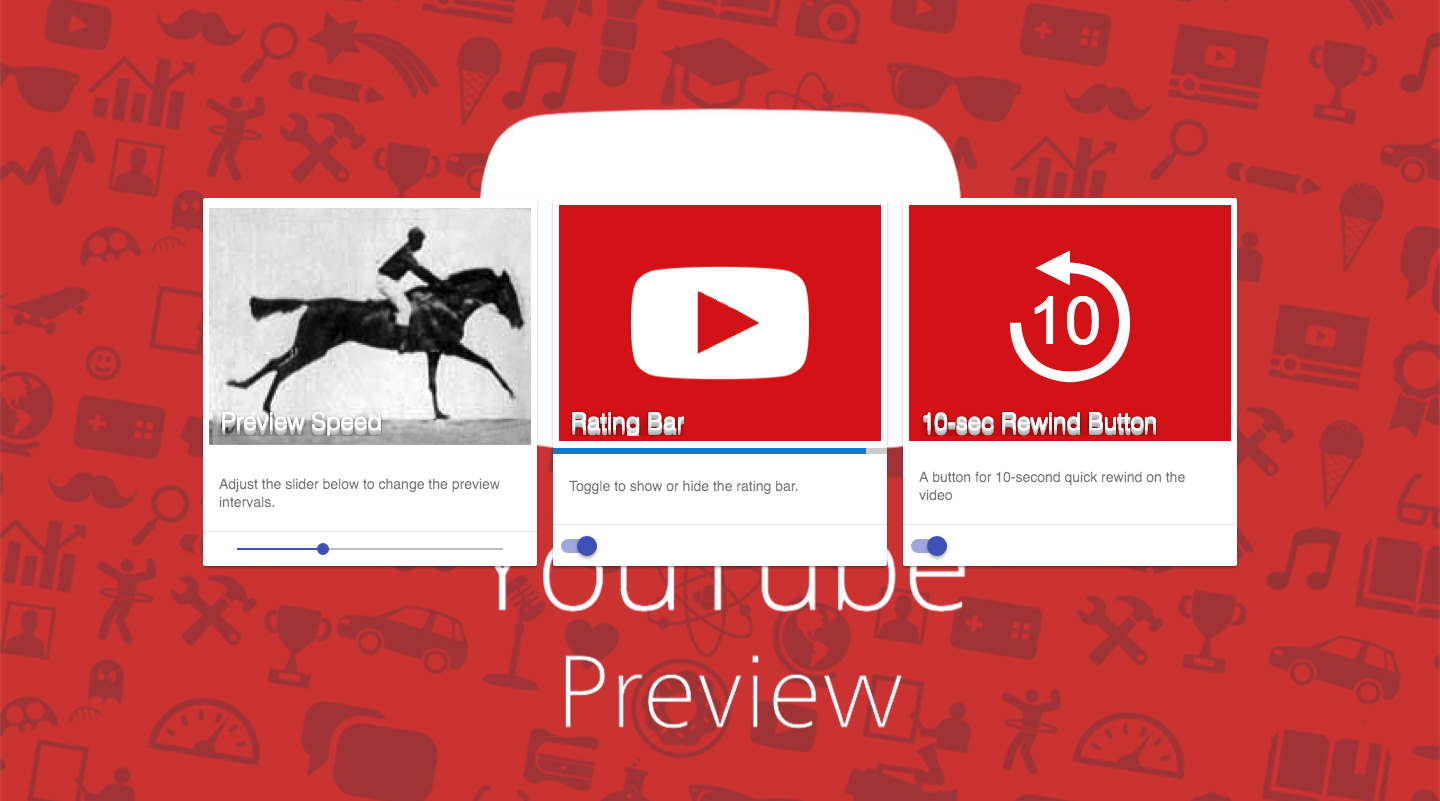 Preview Speed
Adjust the slider below to change the preview
intervals.
Rating Bar
Toggle to show or hide the rating bar.
10
10-sec Rewind Button
A button for 10-second quick rewind on the
video
YouTube
Preview